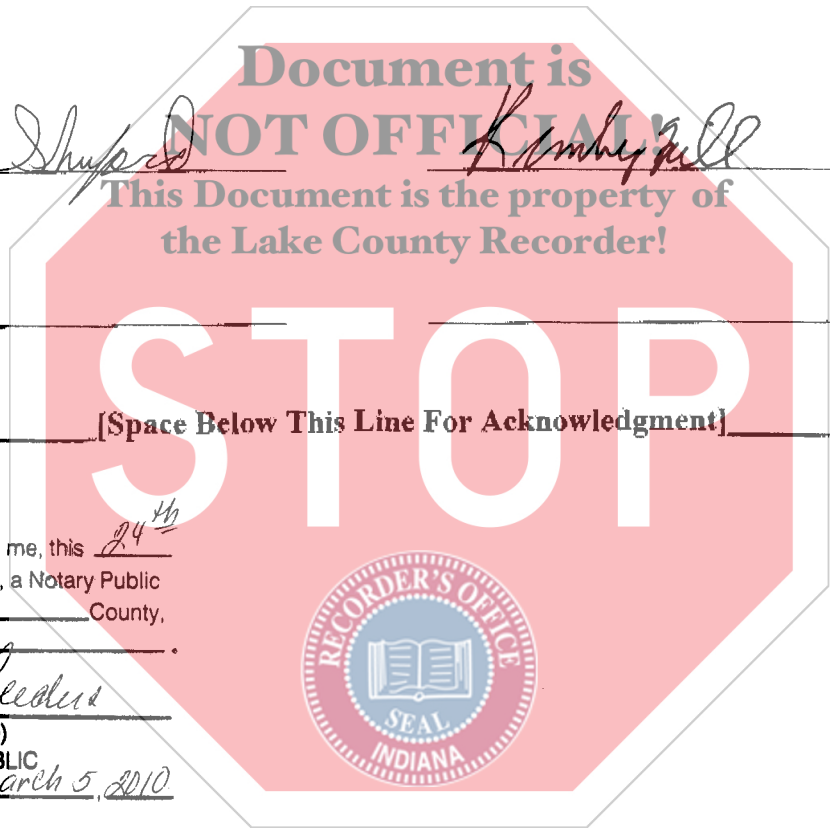 Document is
NOT OFFICIAL!
Shupard
This Document is the property of
the Lake County Recorder!
STOP
[Space Below This Line For Acknowledgment]
me, this 24th
, a Notary Public
County,
)
BLIC
arch 5, 2010
RECORDER'S OFFICE
SEAL
INDIANA